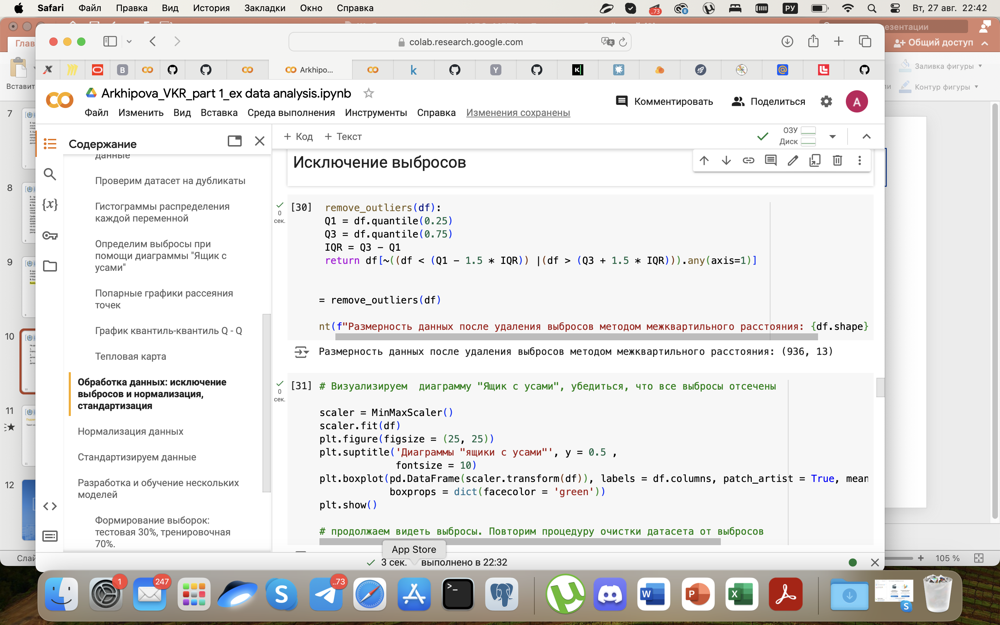 Safari Файл Правка Вид История Закладки Окно Справка
..73
РУ
Вт, 27 авг. 22:42
Глав
Вставит
colab.research.google.com
езентации
Общий доступ
Заливка фигуры
Контур фигуры
B
Arkhipo...
k
Y
K
Arkhipova_VKR_part 1_ex data analysis.ipynb
Файл Изменить Вид Вставка Среда выполнения Инструменты Справка Изменения сохранены
Комментировать
Поделиться
A
Содержание
данные
Проверим датасет на дубликаты
Гистограммы распределения
каждой переменной
Определим выбросы при
помощи диаграммы "Ящик с
усами"
Попарные графики рассеяния
точек
График квантиль-квантиль Q - Q
Тепловая карта
Обработка данных: исключение
выбросов и нормализация,
стандартизация
Нормализация данных
Стандартизируем данные
Разработка и обучение нескольких
моделей
Формирование выборок:
тестовая 30%, тренировочная
70%.
+ Код + Текст
ОЗУ
Диск
Исключение выбросов
0
сек.
[30] remove_outliers(df):
Q1 = df.quantile(0.25)
Q3 = df.quantile(0.75)
IQR = Q3 - Q1
return df[~((df < (Q1 - 1.5 * IQR)) |(df > (Q3 + 1.5 * IQR))).any(axis=1)]
= remove_outliers(df)
nt(f"Размерность данных после удаления выбросов методом межквартильного расстояния: {df.shape}
Размерность данных после удаления выбросов методом межквартильного расстояния: (936, 13)
0
сек.
[31] # Визуализируем  диаграмму "Ящик с усами", убедиться, что все выбросы отсечены
scaler = MinMaxScaler()
scaler.fit(df)
plt.figure(figsize = (25, 25))
plt.suptitle('Диаграммы "ящики с усами"', y = 0.5 ,
fontsize = 10)
plt.boxplot(pd.DataFrame(scaler.transform(df)), labels = df.columns, patch_artist = True, mean
boxprops = dict(facecolor = 'green'))
plt.show()
# продолжаем видеть выбросы. Повторим процедуру очистки датасета от выбросов
App Store
3 сек. выполнено в 22:32
7
8
9
10
11
12
Слай
105 %
1
247
..73